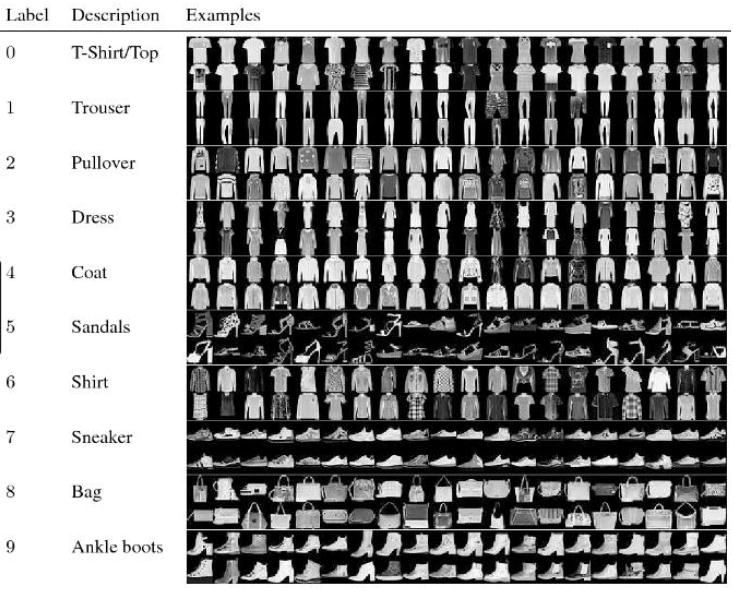 Label Description Examples
0 T-Shirt/Top
1 Trouser
2 Pullover
3 Dress
4 Coat
5 Sandals
6 Shirt
7 Sneaker
8 Bag
9 Ankle boots